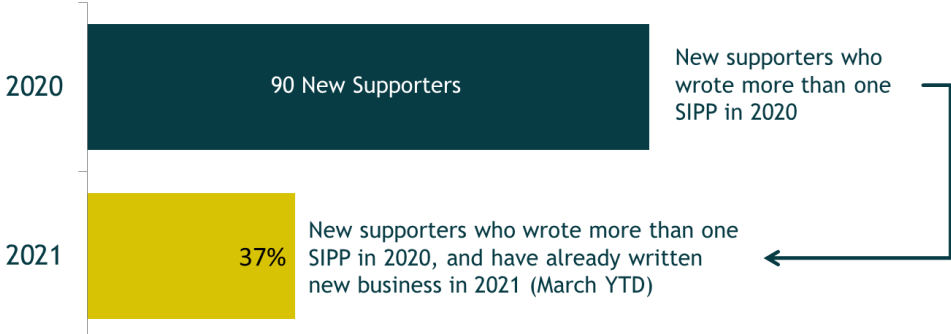 2020
90 New Supporters
New supporters who
wrote more than one
SIPP in 2020
2021
37%
New supporters who wrote more than one
SIPP in 2020, and have already written
new business in 2021 (March YTD)